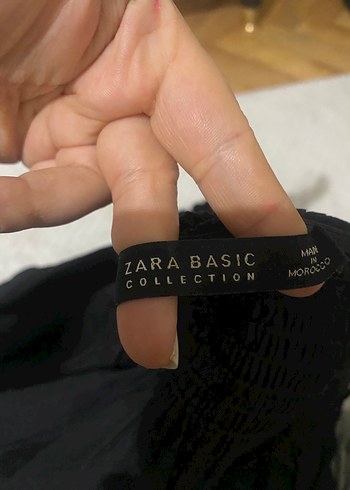 ZARA BASIC
COLLECTION
MADE
IN
MOROCCO